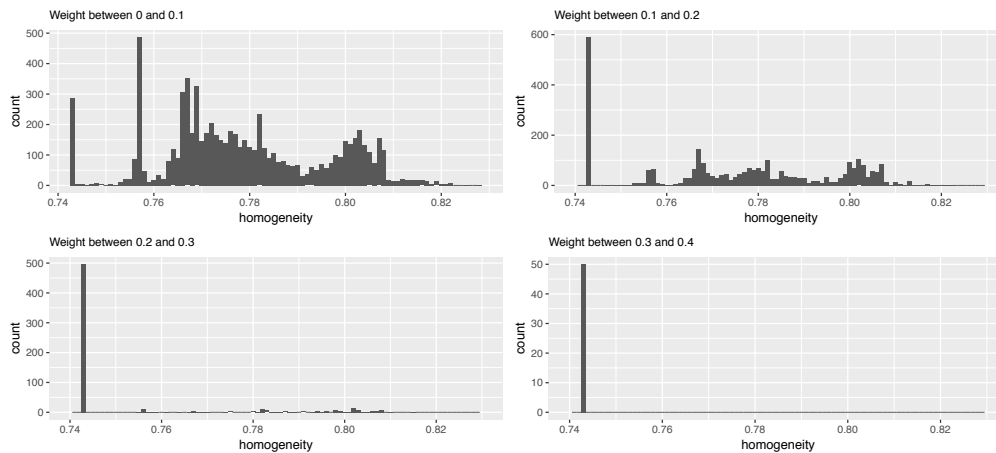 Weight between 0 and 0.1
500
400
300
200
100
0
count
0.74 0.76 0.78 0.80 0.82
homogeneity
Weight between 0.1 and 0.2
600
400
200
0
count
0.74 0.76 0.78 0.80 0.82
homogeneity
Weight between 0.2 and 0.3
500
400
300
200
100
0
count
0.74 0.76 0.78 0.80 0.82
homogeneity
Weight between 0.3 and 0.4
50
40
30
20
10
0
count
0.74 0.76 0.78 0.80 0.82
homogeneity